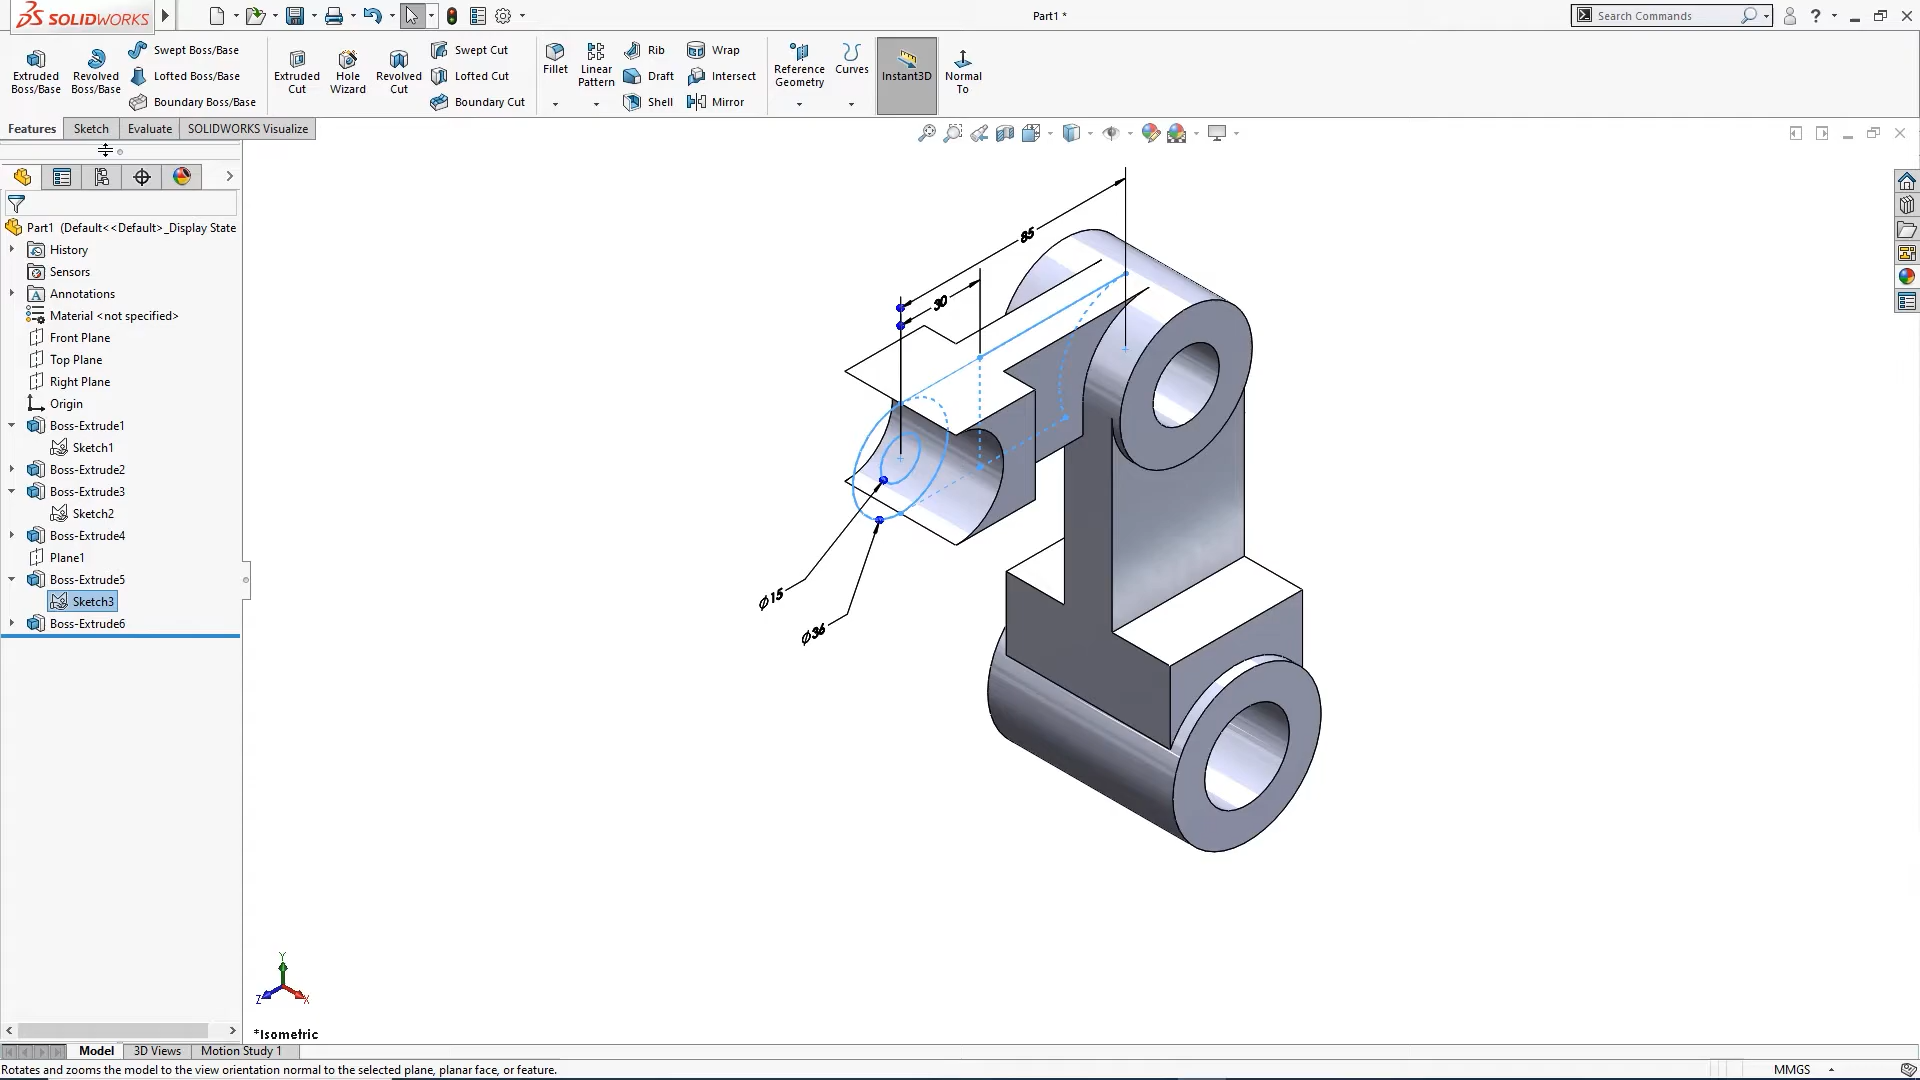 SOLIDWORKS
Part1 *
Search Commands
Extruded Boss/Base
Revolved Boss/Base
Swept Boss/Base
Lofted Boss/Base
Boundary Boss/Base
Extruded Cut
Hole Wizard
Revolved Cut
Swept Cut
Lofted Cut
Boundary Cut
Fillet
Linear Pattern
Rib
Draft
Shell
Wrap
Intersect
Mirror
Reference Geometry
Curves
Instant3D
Normal To
Features
Sketch
Evaluate
SOLIDWORKS Visualize
Part1 (Default<<Default>_Display State
History
Sensors
Annotations
Material <not specified>
Front Plane
Top Plane
Right Plane
Origin
Boss-Extrude1
Sketch1
Boss-Extrude2
Boss-Extrude3
Sketch2
Boss-Extrude4
Plane1
Boss-Extrude5
Sketch3
Boss-Extrude6
85
30
Ø15
Ø36
Y
Z
X
*Isometric
Model
3D Views
Motion Study 1
Rotates and zooms the model to the view orientation normal to the selected plane, planar face, or feature.
MMGS